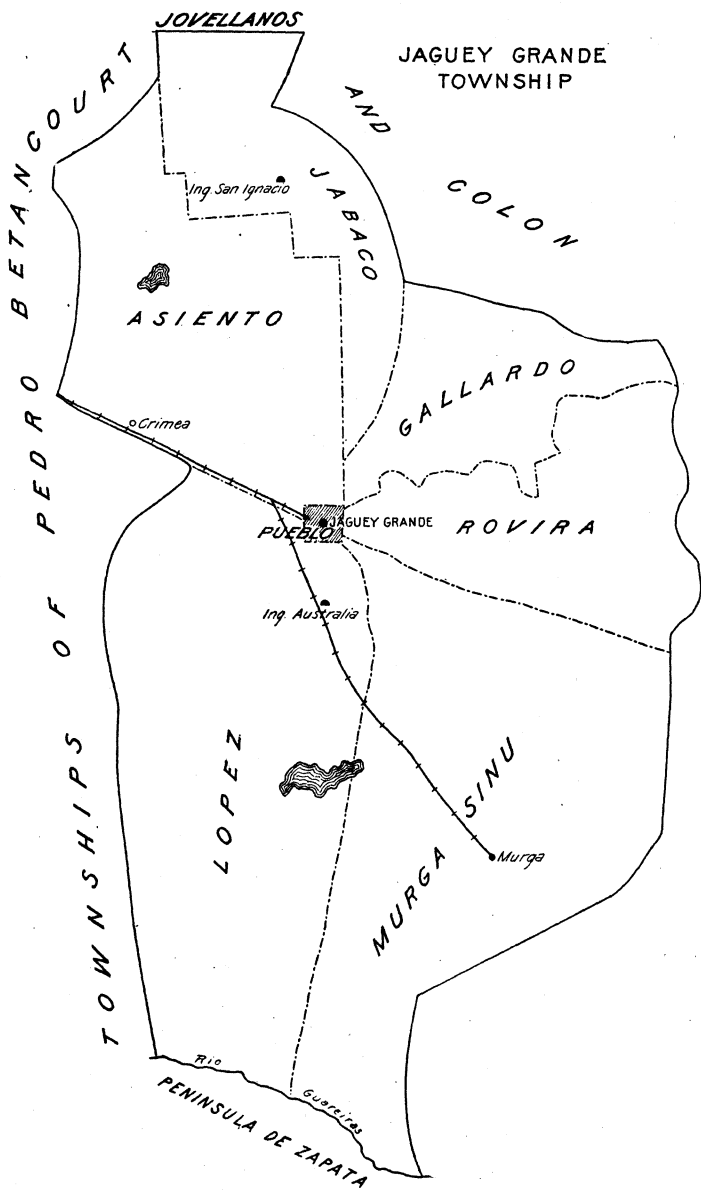 JOVELLANOS
JAGUEY GRANDE
TOWNSHIP
TOWNSHIPS OF PEDRO BETANCOURT
AND
COLON
JABACO
Ing. San Ignacio
ASIENTO
GALLARDO
Crimea
JAGUEY GRANDE
PUEBLO
ROVIRA
Ing. Australia
LOPEZ
MURGA SINU
Murga
Rio Guareiras
PENINSULA DE ZAPATA